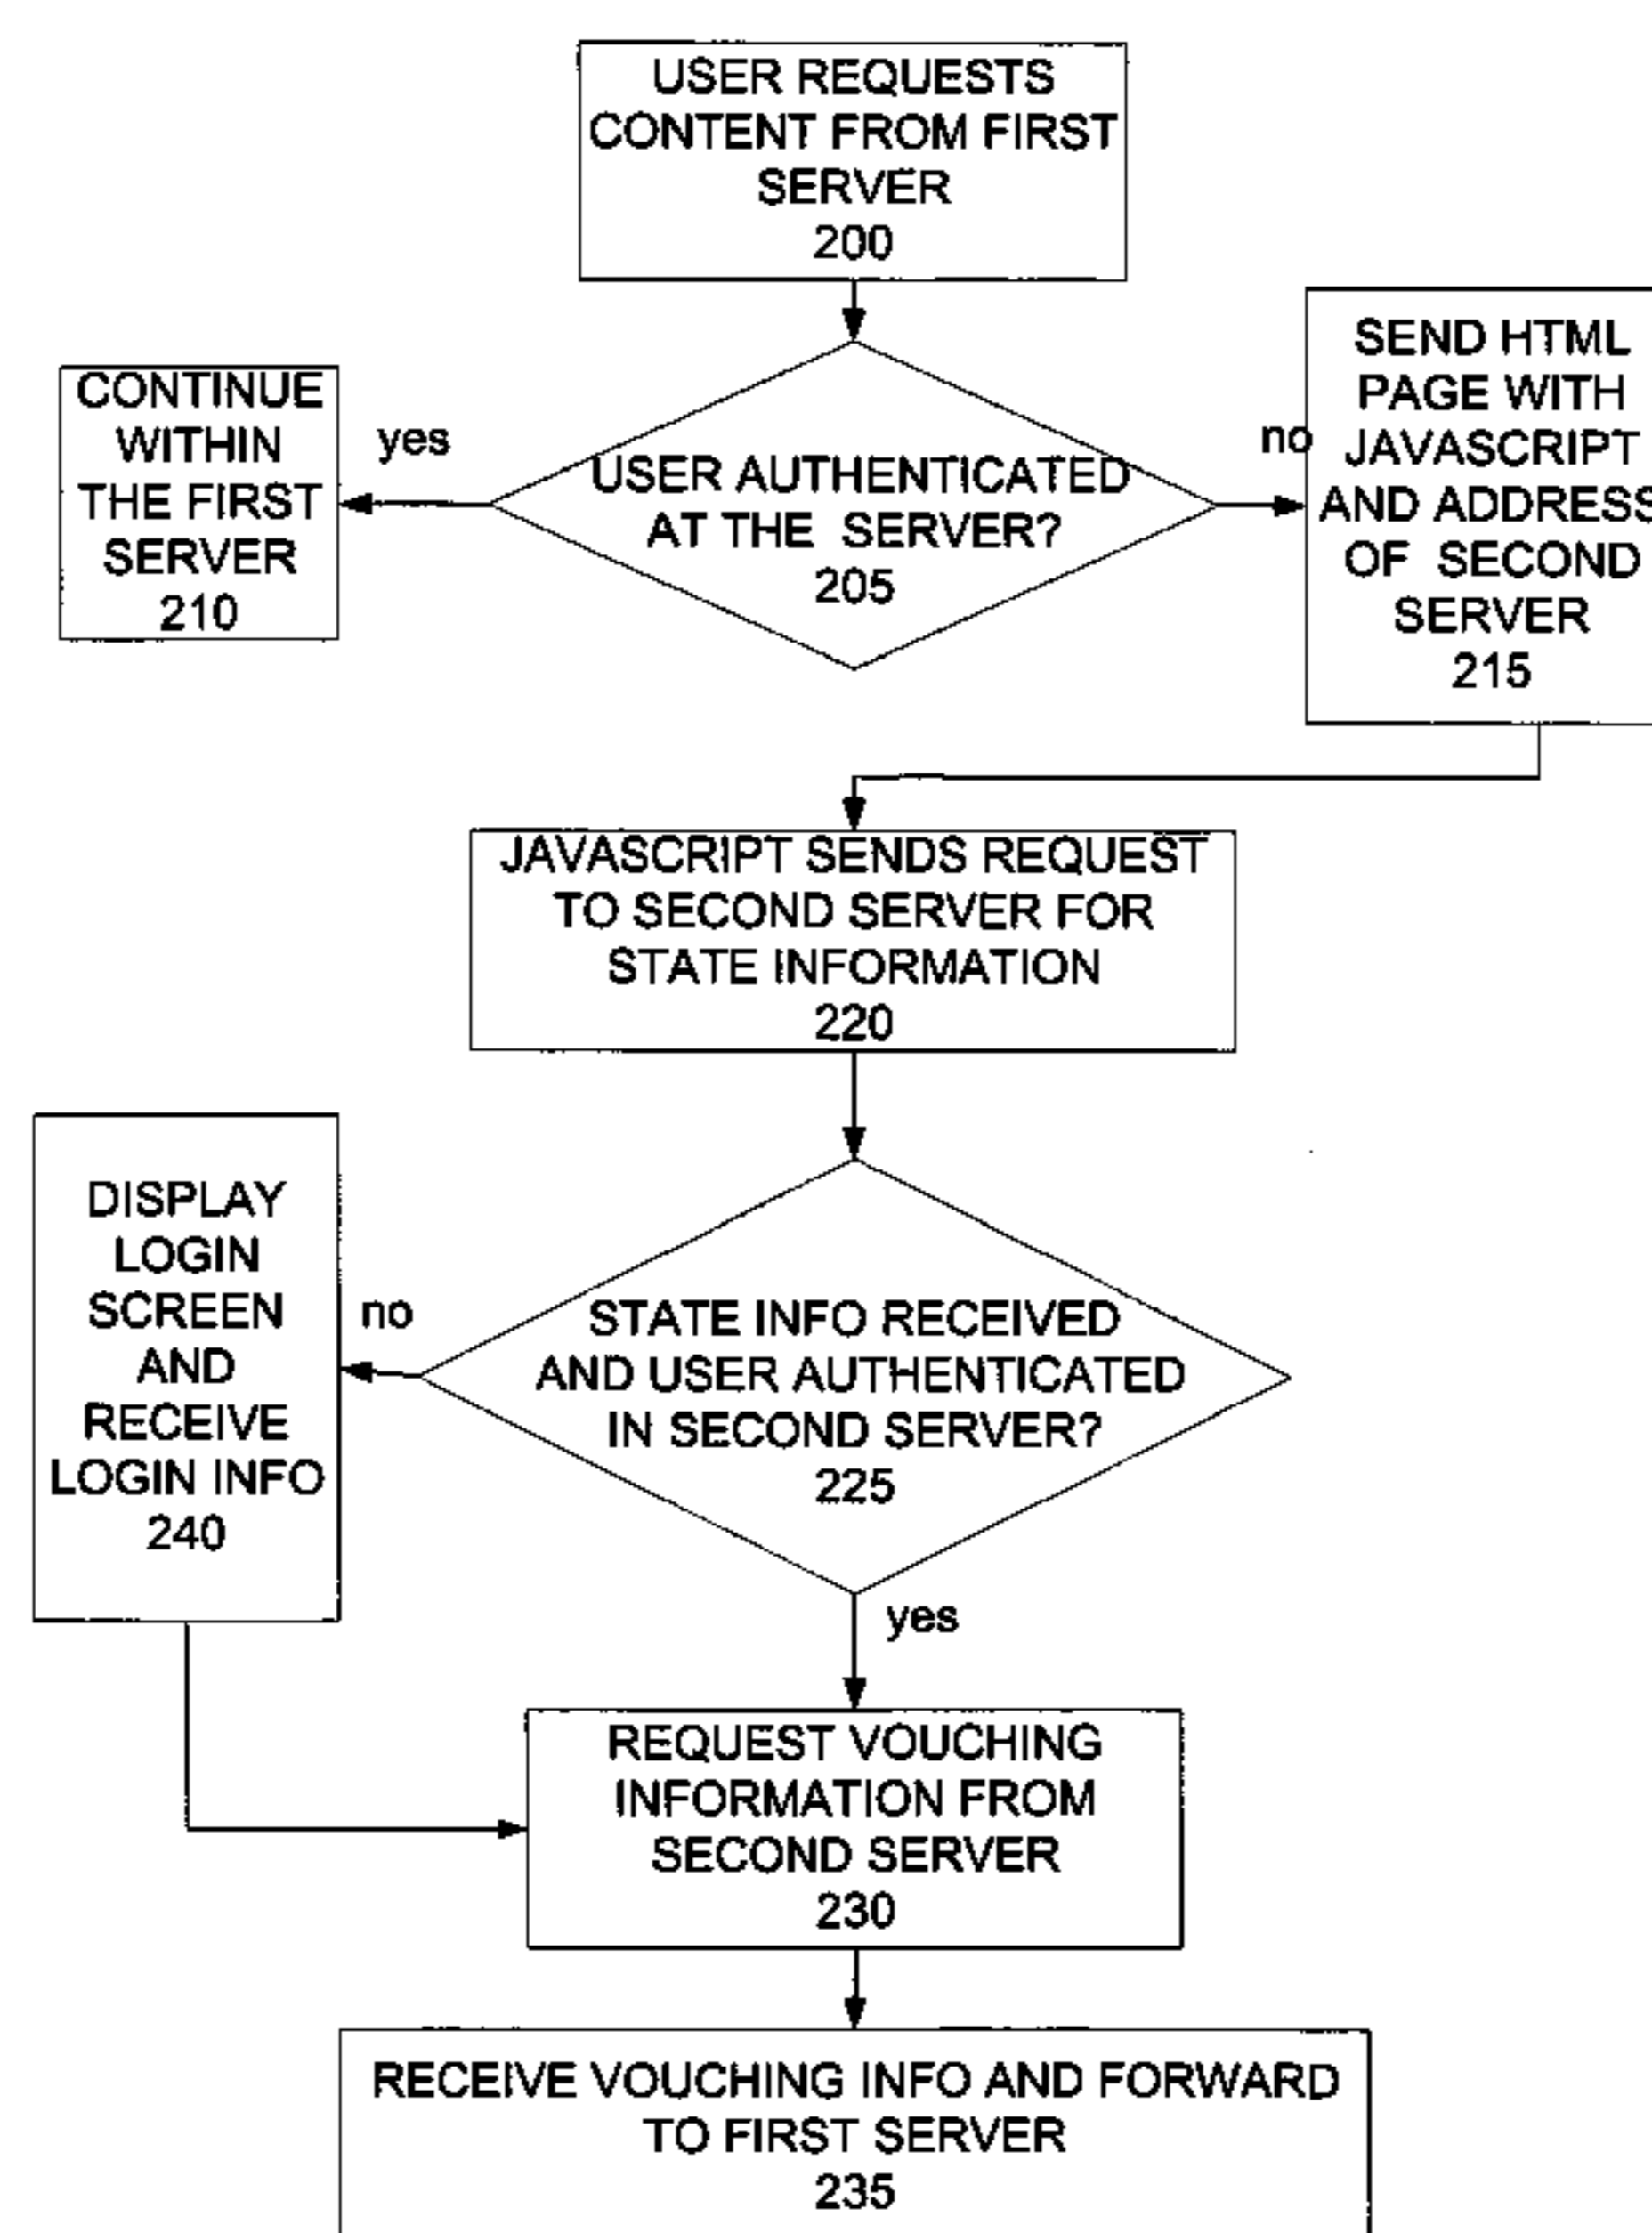 USER REQUESTS
CONTENT FROM FIRST
SERVER
200
CONTINUE
WITHIN
THE FIRST
SERVER
210
yes
USER AUTHENTICATED
AT THE SERVER?
205
no
SEND HTML
PAGE WITH
JAVASCRIPT
AND ADDRESS
OF SECOND
SERVER
215
JAVASCRIPT SENDS REQUEST
TO SECOND SERVER FOR
STATE INFORMATION
220
DISPLAY
LOGIN
SCREEN
AND
RECEIVE
LOGIN INFO
240
no
STATE INFO RECEIVED
AND USER AUTHENTICATED
IN SECOND SERVER?
225
yes
REQUEST VOUCHING
INFORMATION FROM
SECOND SERVER
230
RECEIVE VOUCHING INFO AND FORWARD
TO FIRST SERVER
235